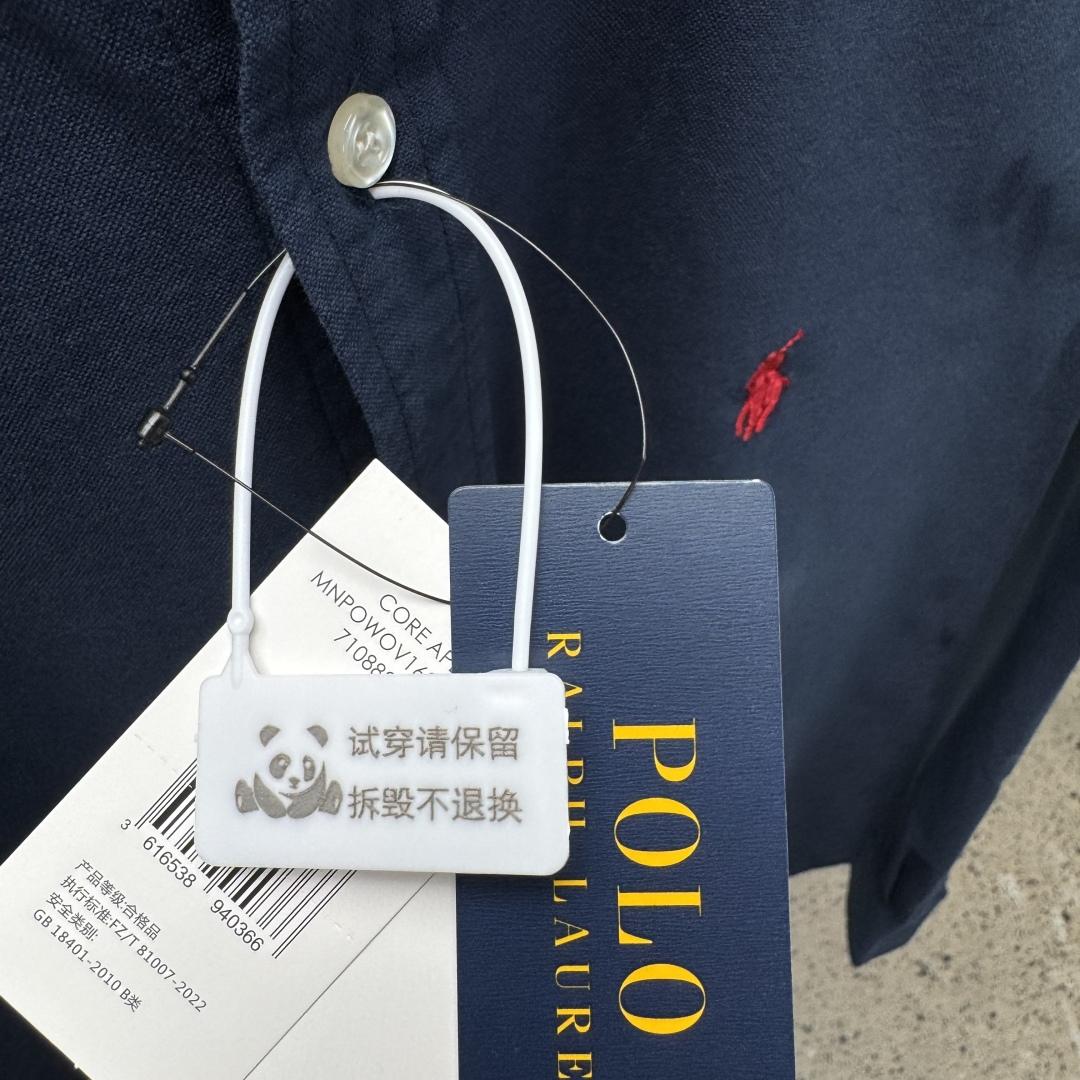 CORE AP
MNPOWOV16
71088
试穿请保留
拆毁不退换
3 616538 940366
产品等级:合格品
执行标准:FZ/T 81007-2022
安全类别:
GB 18401-2010 B类
POLO
RALPH LAURE